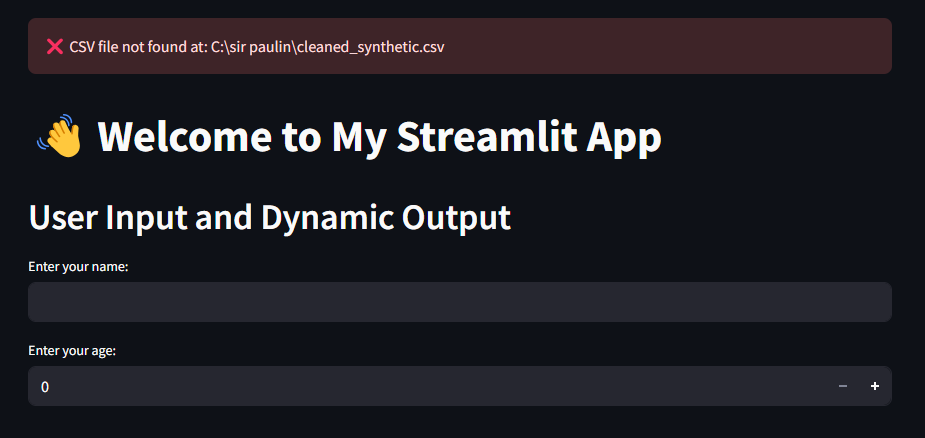 ❌ CSV file not found at: C:\sir paulin\cleaned_synthetic.csv
👋 Welcome to My Streamlit App
User Input and Dynamic Output
Enter your name:
Enter your age:
0 − +